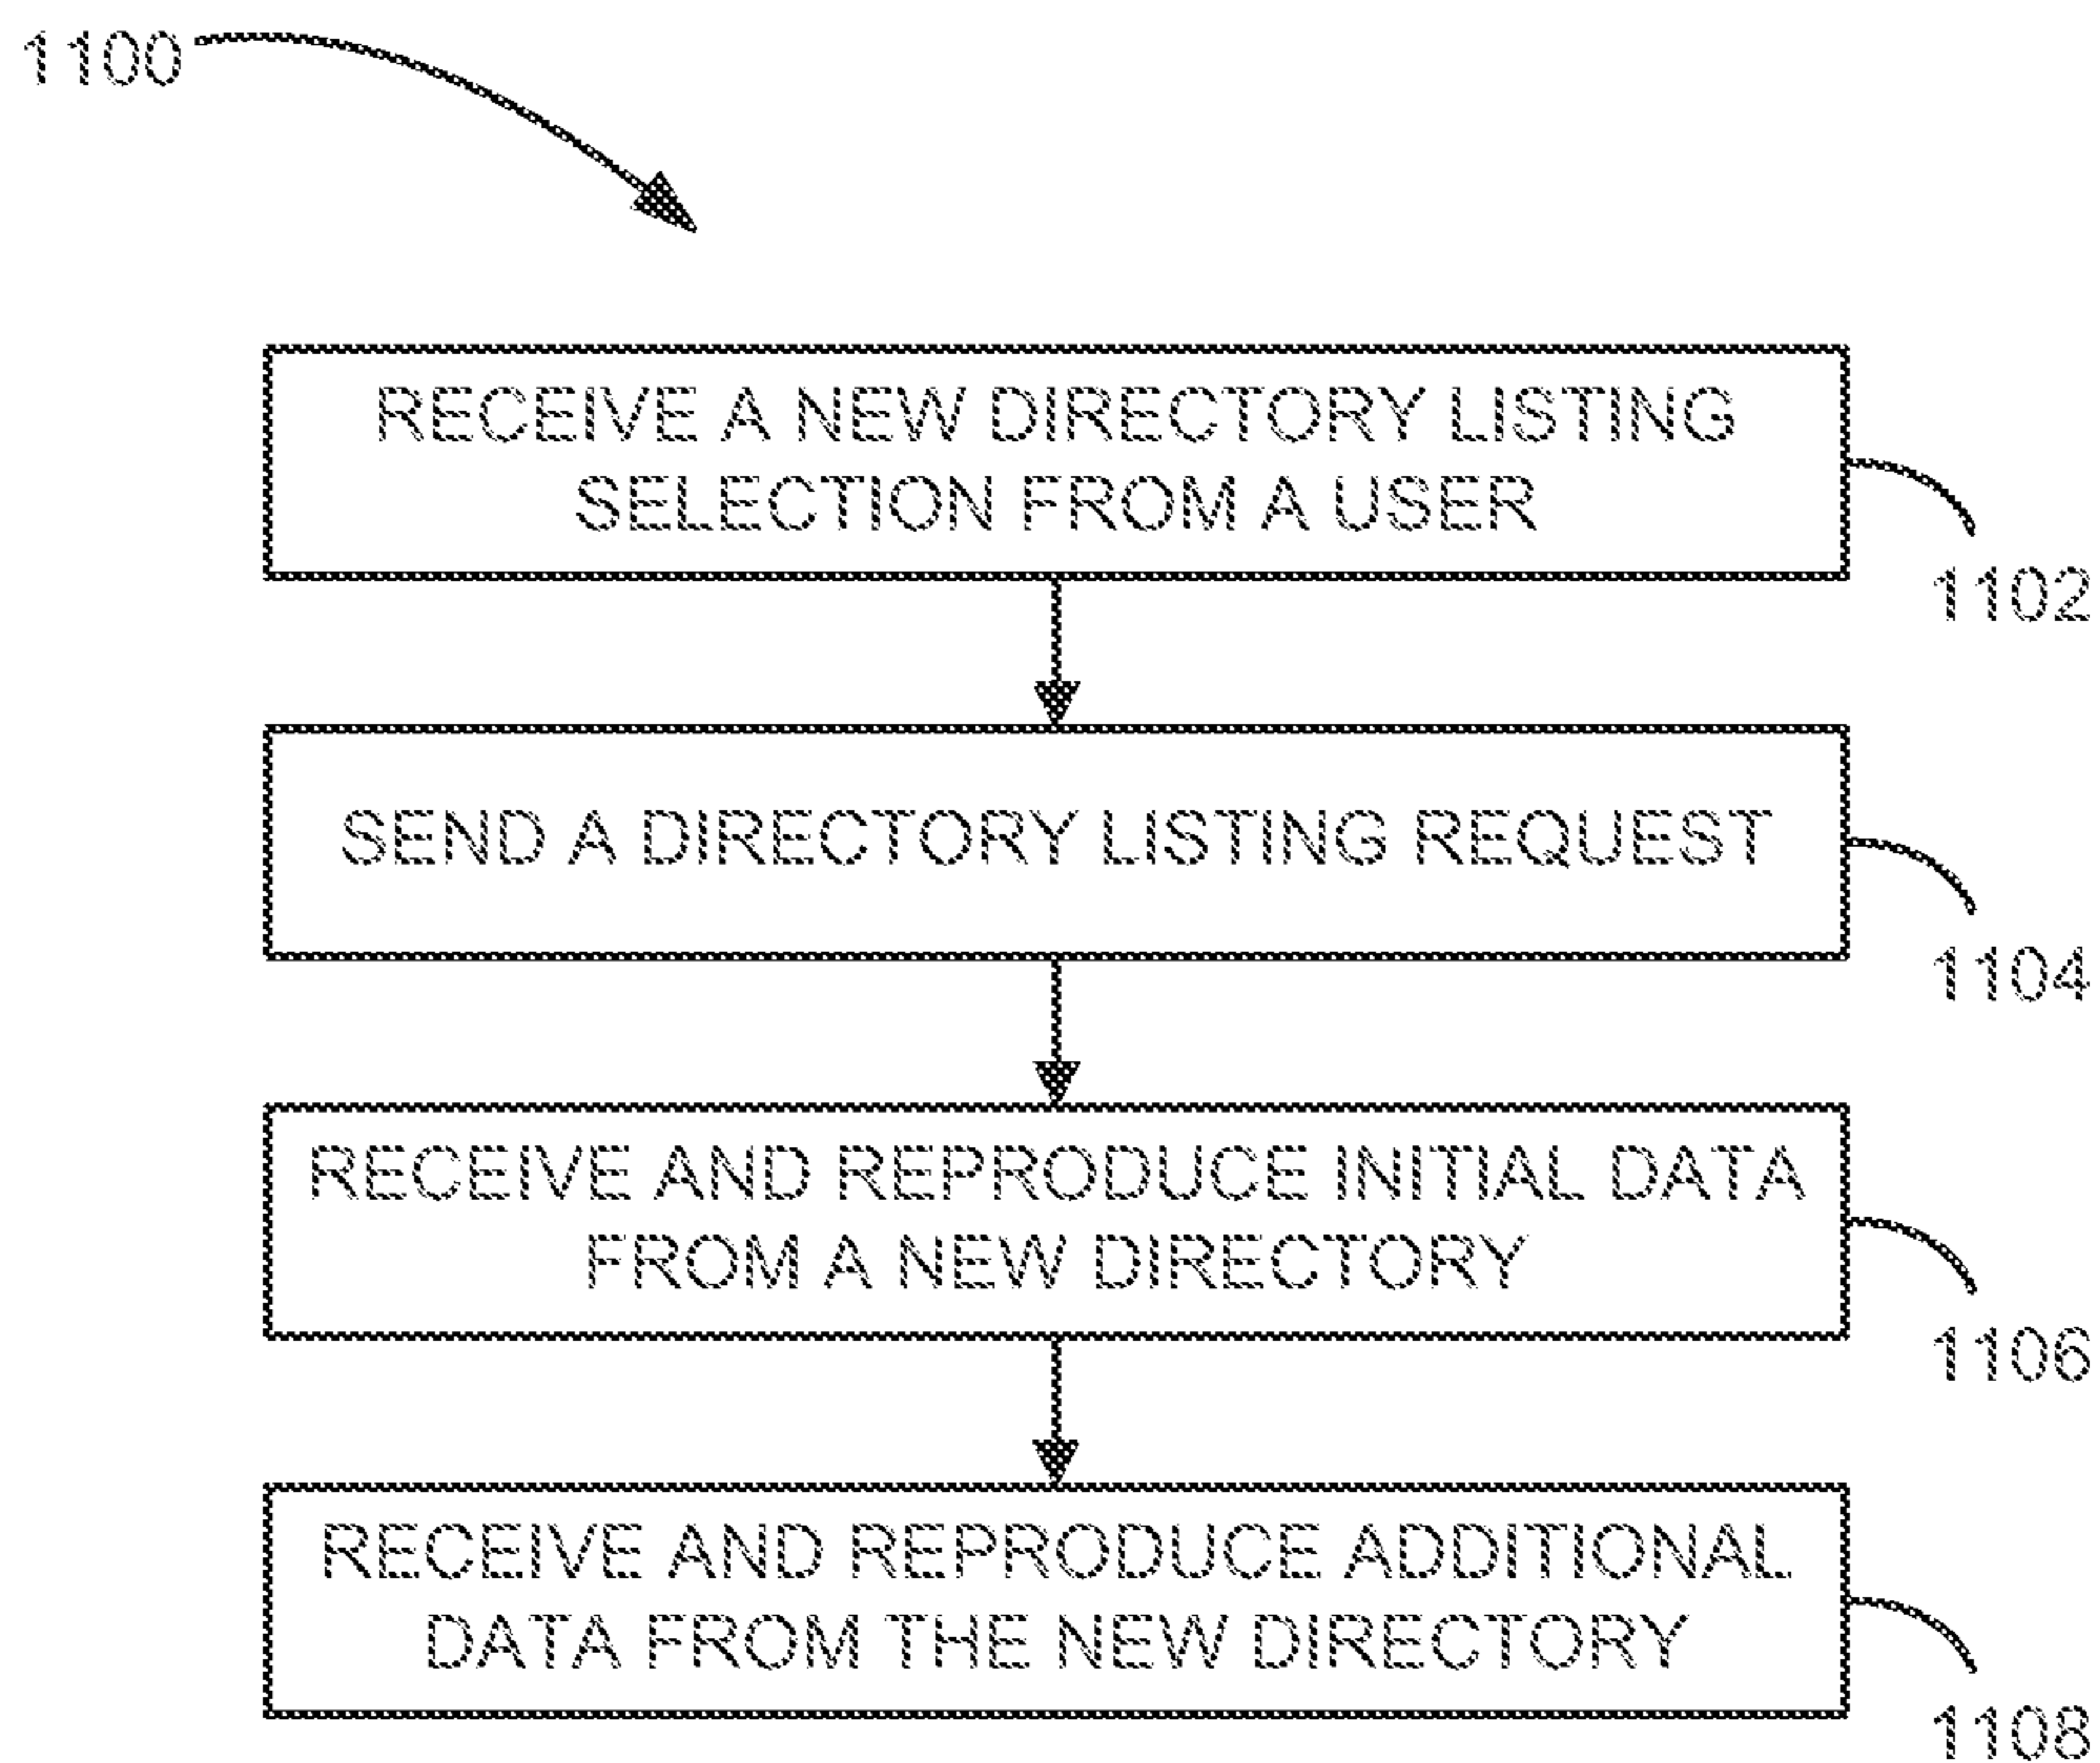 1100
RECEIVE A NEW DIRECTORY LISTING
SELECTION FROM A USER
1102
SEND A DIRECTORY LISTING REQUEST
1104
RECEIVE AND REPRODUCE INITIAL DATA
FROM A NEW DIRECTORY
1106
RECEIVE AND REPRODUCE ADDITIONAL
DATA FROM THE NEW DIRECTORY
1108